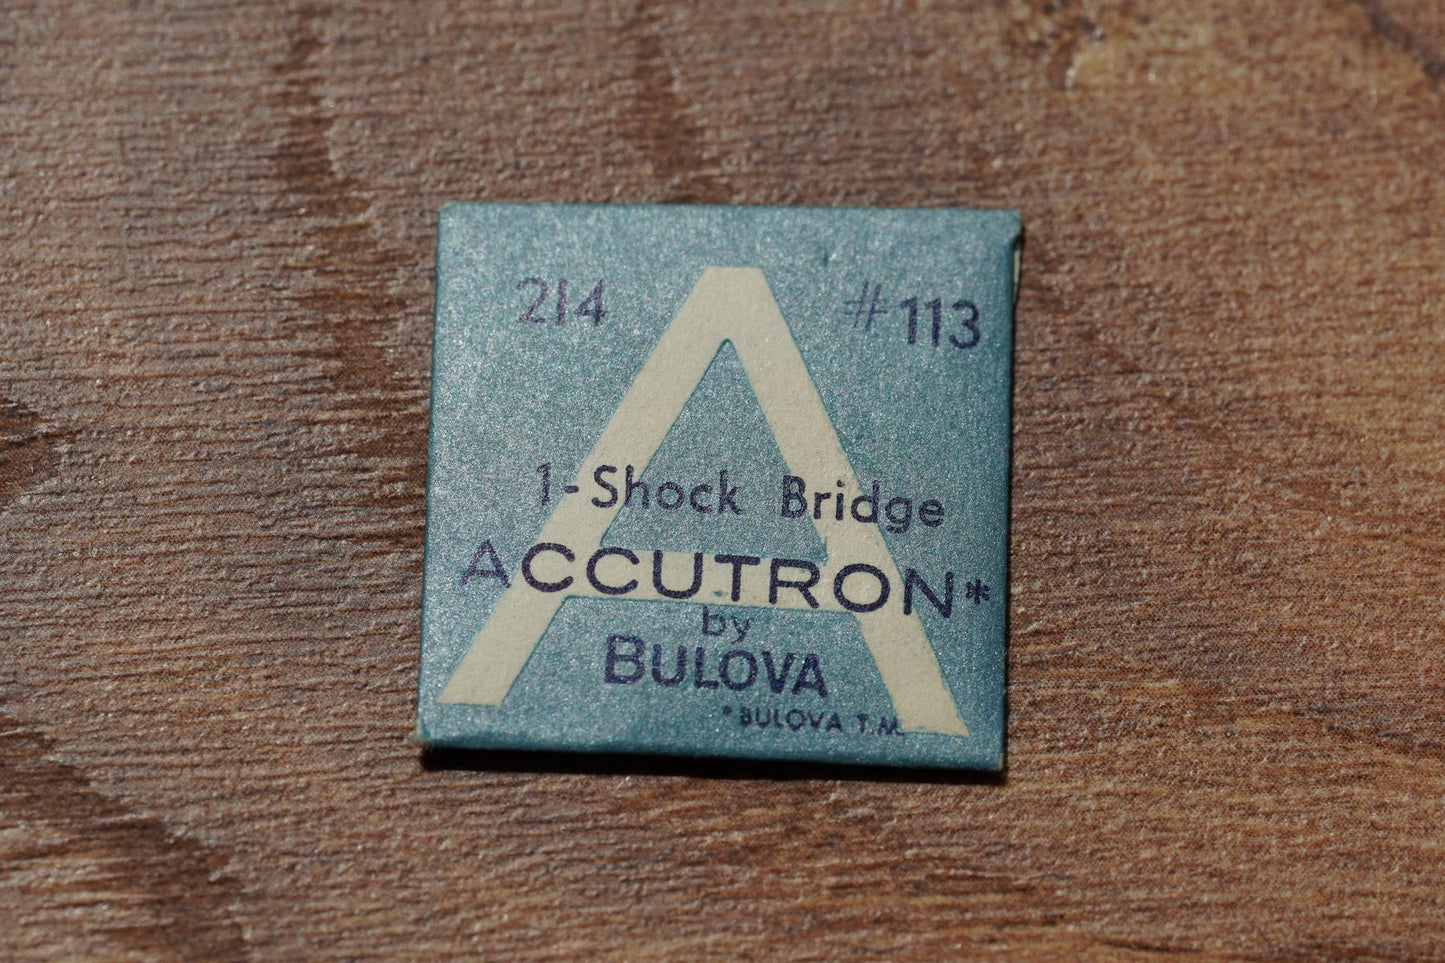 214 #113
1-Shock Bridge
ACCUTRON*
by
BULOVA
*BULOVA T.M.